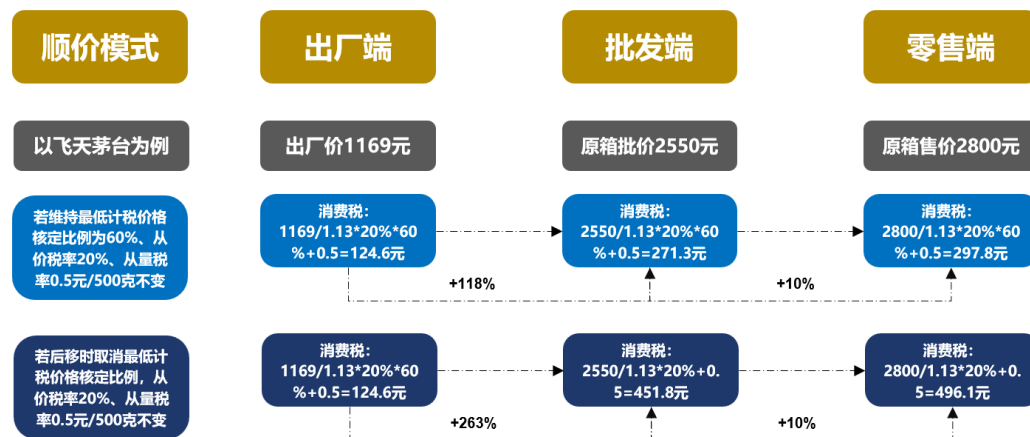 顺价模式
出厂端
批发端
零售端
以飞天茅台为例
出厂价1169元
原箱批价2550元
原箱售价2800元
若维持最低计税价格
核定比例为60%、从
价税率20%、从量税
率0.5元/500克不变
消费税：
1169/1.13*20%*60
%+0.5=124.6元
消费税：
2550/1.13*20%*60
%+0.5=271.3元
消费税：
2800/1.13*20%*60
%+0.5=297.8元
+118%
+10%
若后移时取消最低计
税价格核定比例，从
价税率20%、从量税
率0.5元/500克不变
消费税：
1169/1.13*20%*60
%+0.5=124.6元
消费税：
2550/1.13*20%+0.
5=451.8元
消费税：
2800/1.13*20%+0.
5=496.1元
+263%
+10%